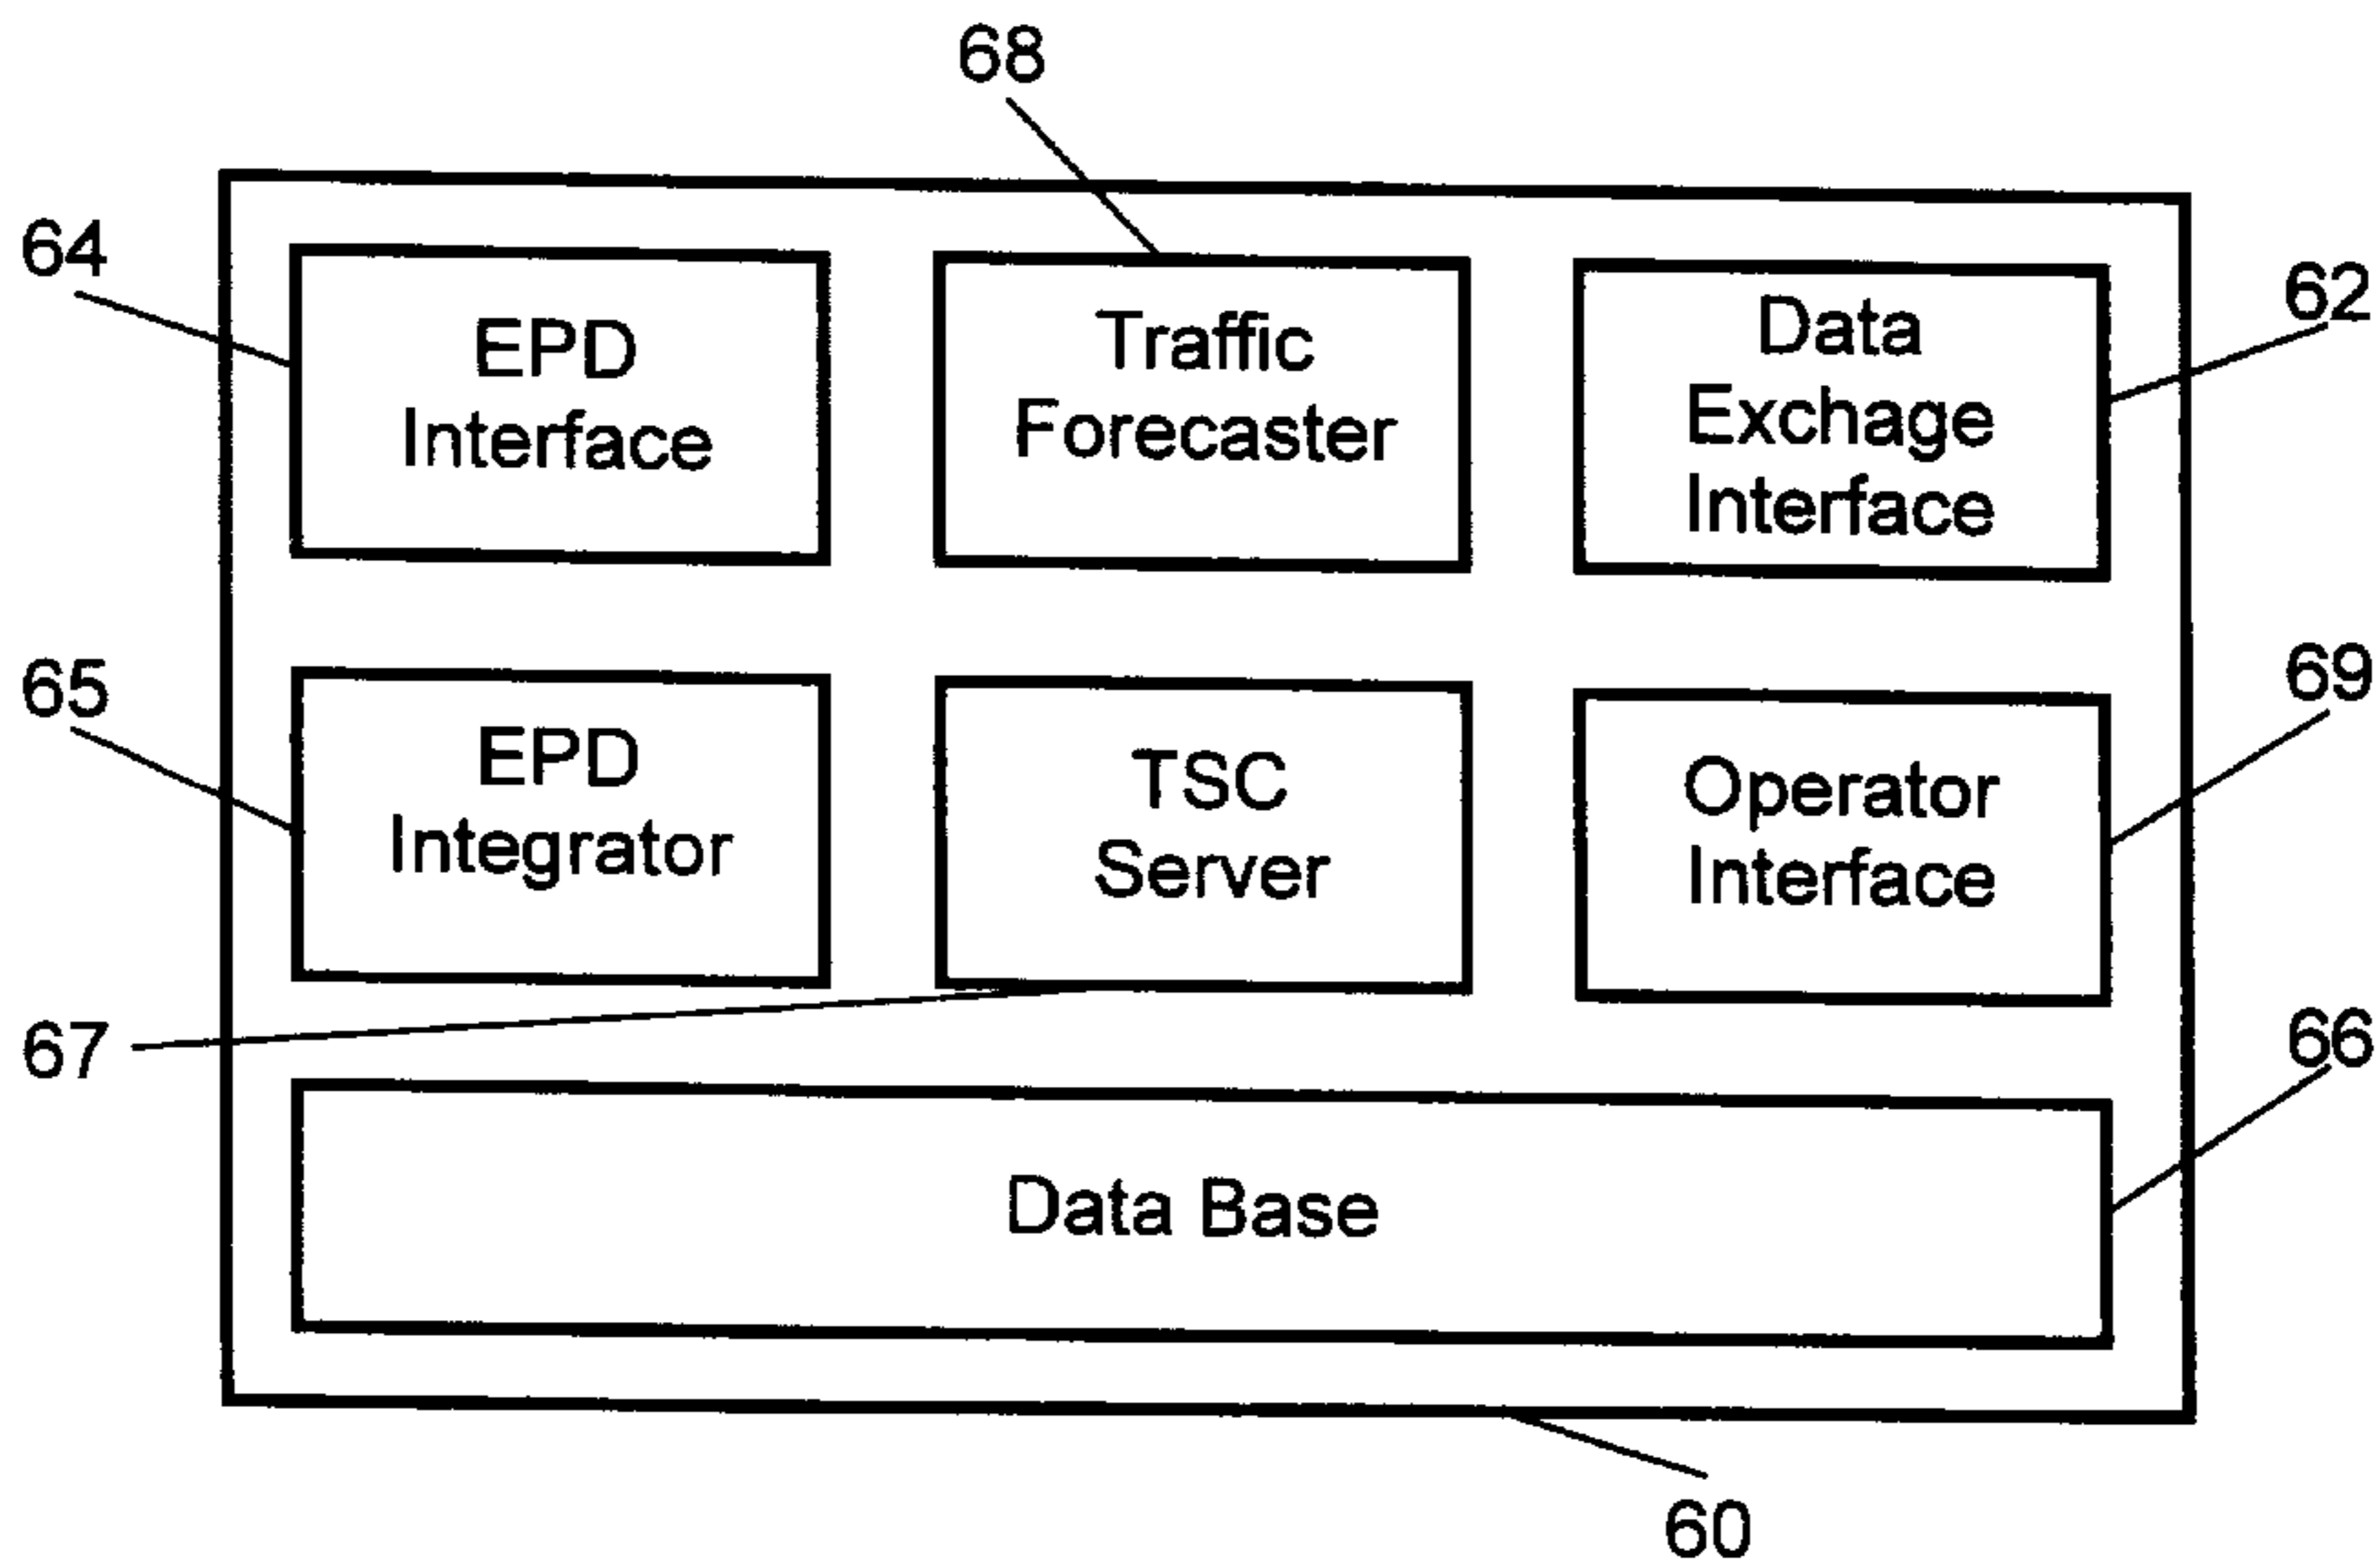 68
64
EPD
Interface
Traffic
Forecaster
Data
Exchage
Interface
62
65
EPD
Integrator
TSC
Server
Operator
Interface
69
67
66
Data Base
60